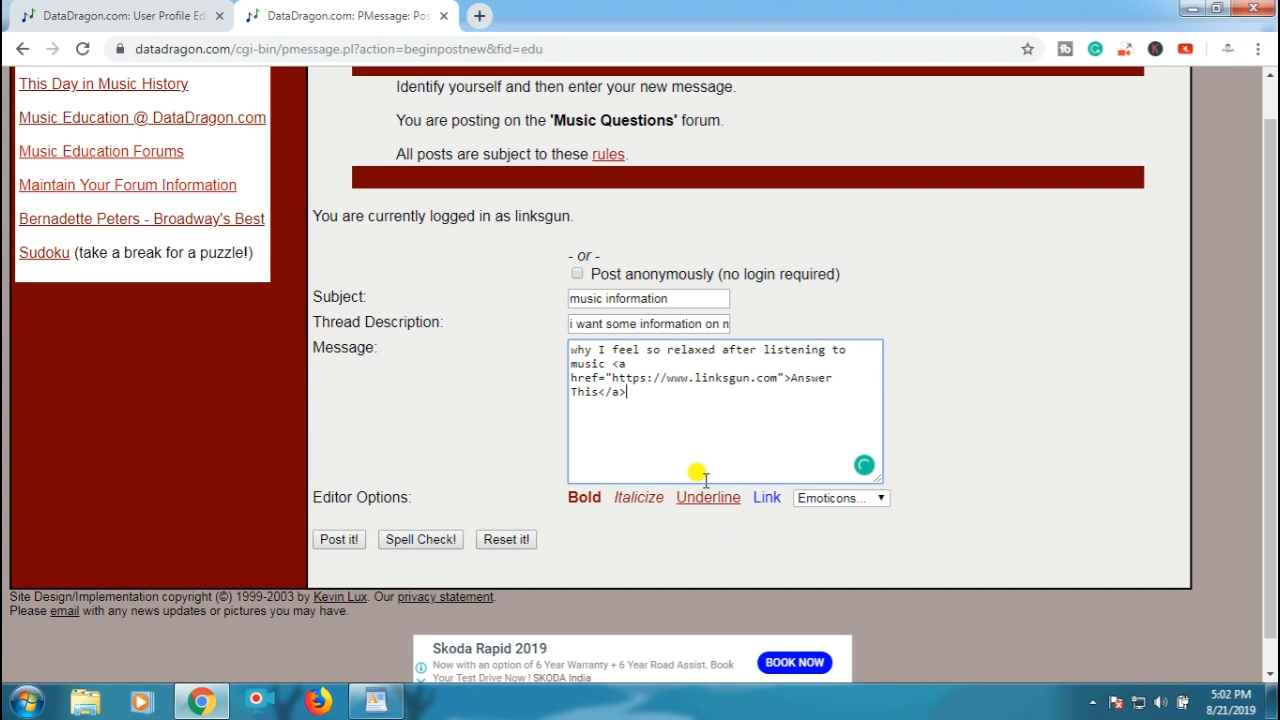 DataDragon.com: User Profile Ed
DataDragon.com: PMessage: Pos
datadragon.com/cgi-bin/pmessage.pl?action=beginpostnew&fid=edu
This Day in Music History
Music Education @ DataDragon.com
Music Education Forums
Maintain Your Forum Information
Bernadette Peters - Broadway's Best
Sudoku (take a break for a puzzle!)
Identify yourself and then enter your new message.
You are posting on the 'Music Questions' forum.
All posts are subject to these rules.
You are currently logged in as linksgun.
- or -
Post anonymously (no login required)
Subject:
music information
Thread Description:
i want some information on
Message:
why I feel so relaxed after listening to
music <a
href="https://www.linksgun.com">Answer
This</a>
Editor Options:
Bold Italicize Underline Link Emoticons...
Post it! Spell Check! Reset it!
Site Design/Implementation copyright (©) 1999-2003 by Kevin Lux. Our privacy statement.
Please email with any news updates or pictures you may have.
Skoda Rapid 2019
Now with an option of 6 Year Warranty + 6 Year Road Assist. Book
Your Test Drive Now ! SKODA India
BOOK NOW
5:02 PM
8/21/2019